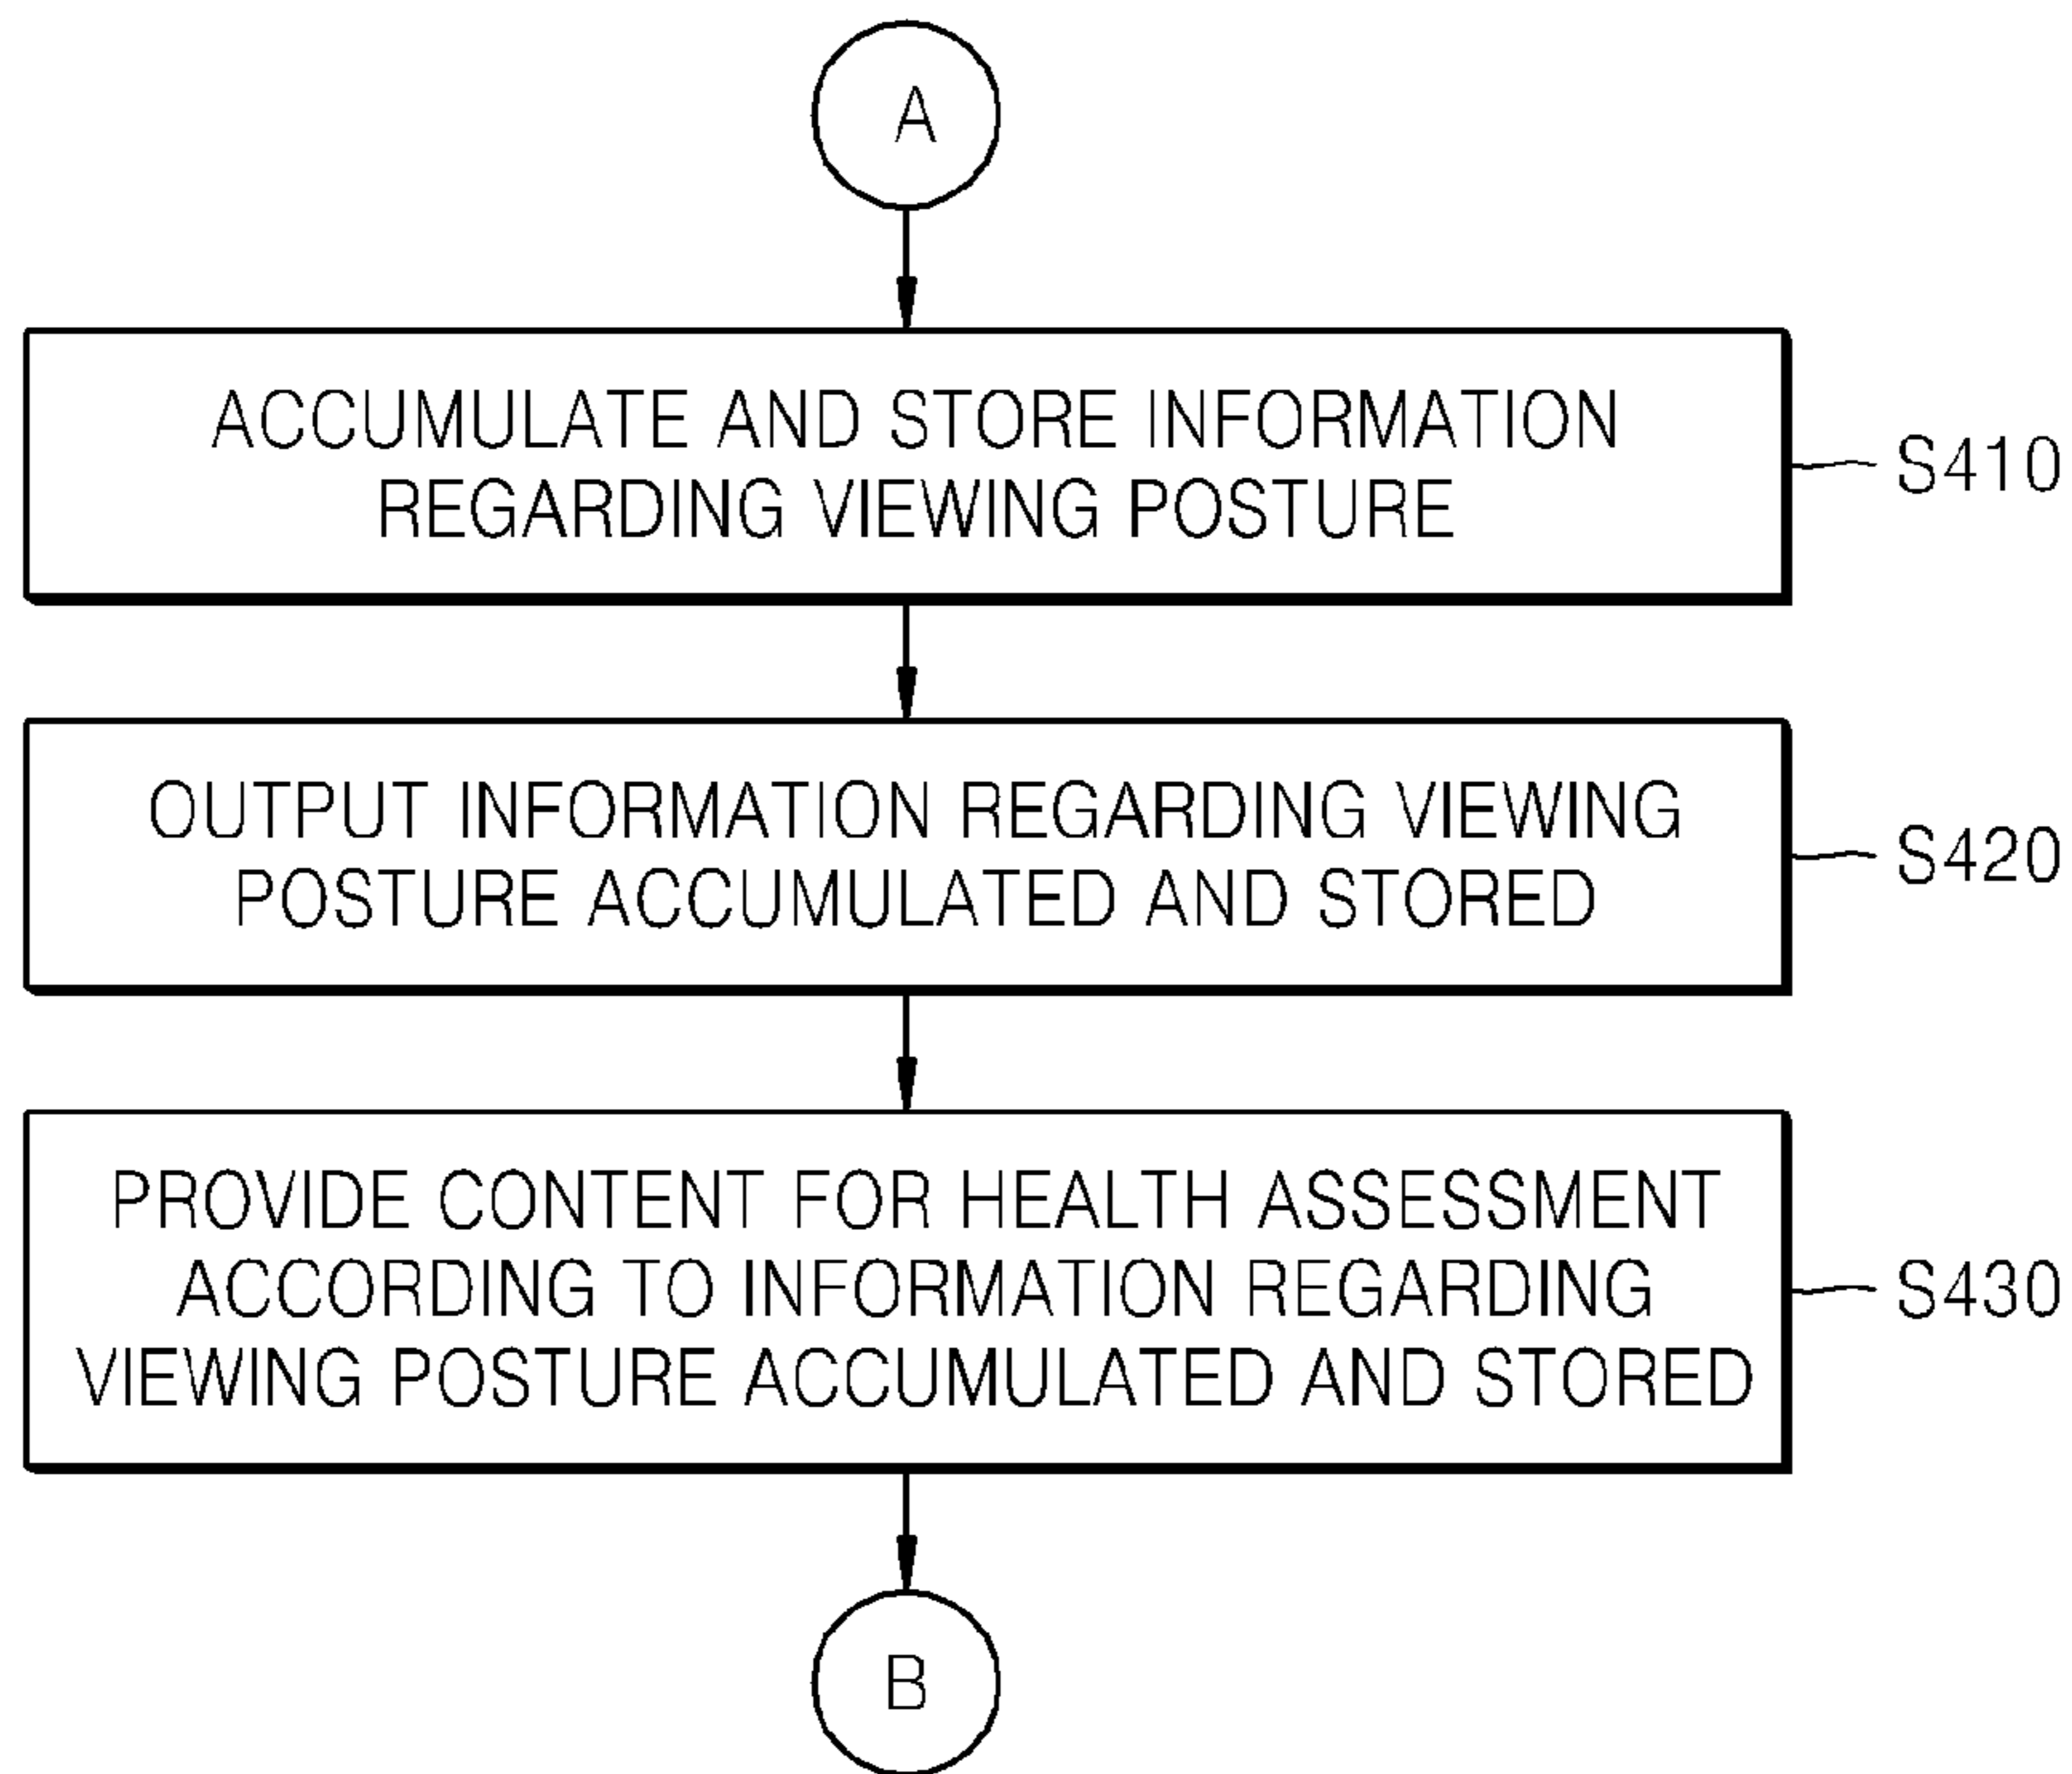 A
ACCUMULATE AND STORE INFORMATION
REGARDING VIEWING POSTURE
S410
OUTPUT INFORMATION REGARDING VIEWING
POSTURE ACCUMULATED AND STORED
S420
PROVIDE CONTENT FOR HEALTH ASSESSMENT
ACCORDING TO INFORMATION REGARDING
VIEWING POSTURE ACCUMULATED AND STORED
S430
B